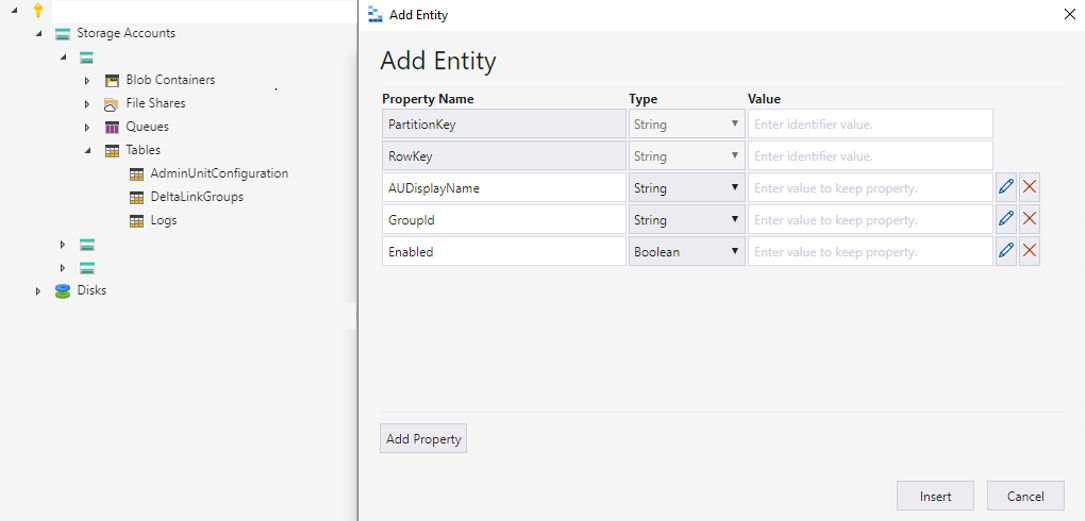 Storage Accounts
Blob Containers
File Shares
Queues
Tables
AdminUnitConfiguration
DeltaLinkGroups
Logs
Disks
Add Entity
Add Entity
Property Name Type Value
PartitionKey String Enter identifier value.
RowKey String Enter identifier value.
AUDisplayName String Enter value to keep property.
GroupId String Enter value to keep property.
Enabled Boolean Enter value to keep property.
Add Property
Insert Cancel